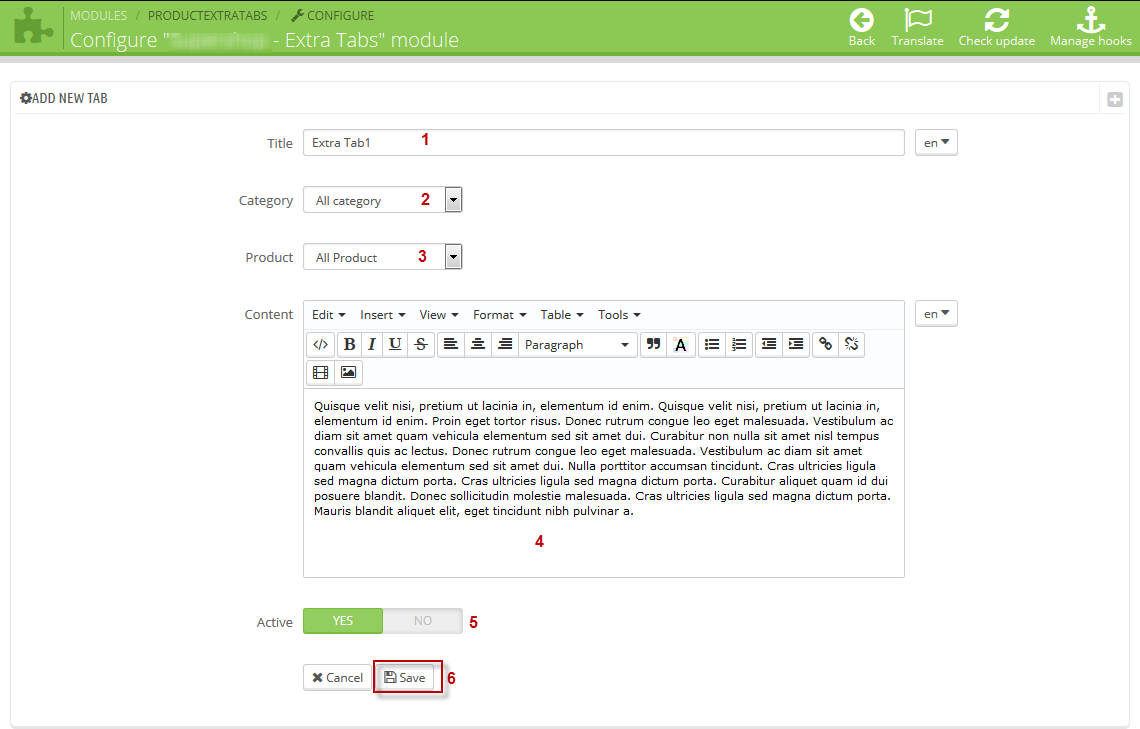 MODULES / PRODUCTEXTRATABS / CONFIGURE
Configure " - Extra Tabs" module
Back
Translate
Check update
Manage hooks
ADD NEW TAB
Title Extra Tab1 1 en
Category All category 2
Product All Product 3
Content Edit Insert View Format Table Tools en
</> B I U S Paragraph A
Quisque velit nisi, pretium ut lacinia in, elementum id enim. Quisque velit nisi, pretium ut lacinia in,
elementum id enim. Proin eget tortor risus. Donec rutrum congue leo eget malesuada. Vestibulum ac
diam sit amet quam vehicula elementum sed sit amet dui. Curabitur non nulla sit amet nisl tempus
convallis quis ac lectus. Donec rutrum congue leo eget malesuada. Vestibulum ac diam sit amet
quam vehicula elementum sed sit amet dui. Nulla porttitor accumsan tincidunt. Cras ultricies ligula
sed magna dictum porta. Cras ultricies ligula sed magna dictum porta. Curabitur aliquet quam id dui
posuere blandit. Donec sollicitudin molestie malesuada. Cras ultricies ligula sed magna dictum porta.
Mauris blandit aliquet elit, eget tincidunt nibh pulvinar a.
4
Active YES NO 5
Cancel Save 6